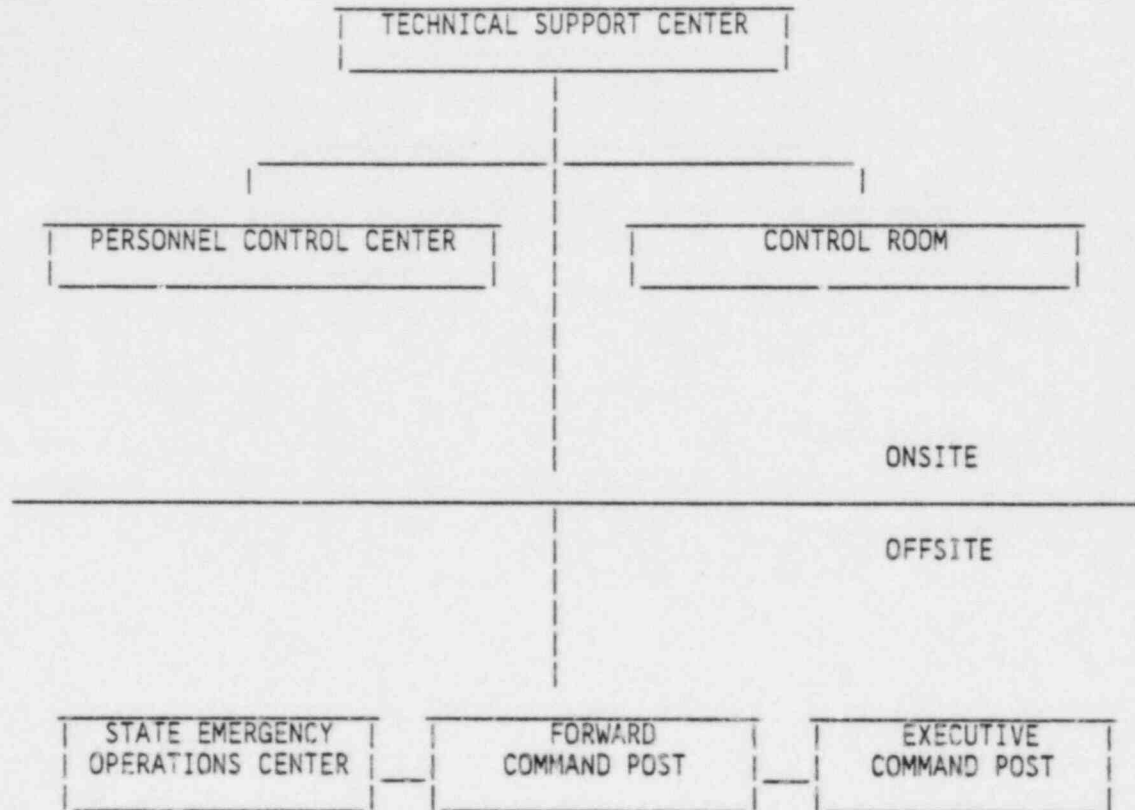 TECHNICAL SUPPORT CENTER
PERSONNEL CONTROL CENTER
CONTROL ROOM
ONSITE
OFFSITE
STATE EMERGENCY
OPERATIONS CENTER
FORWARD
COMMAND POST
EXECUTIVE
COMMAND POST